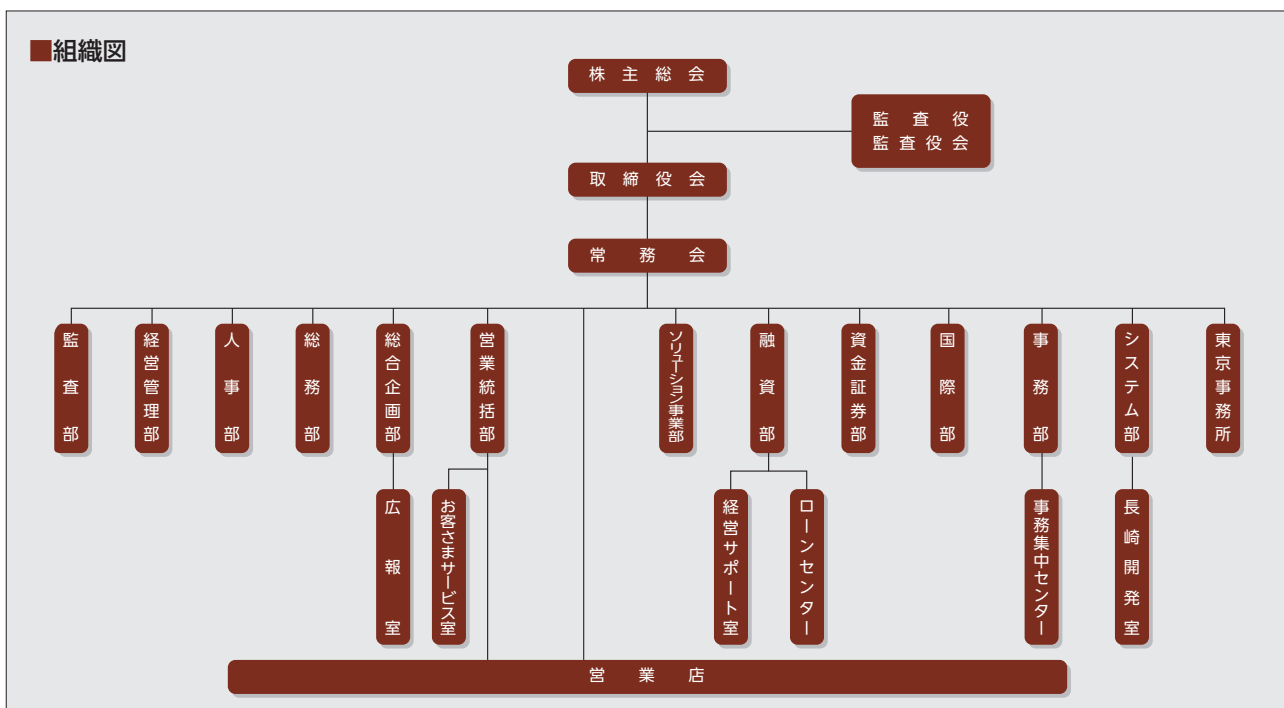 ■組織図
株主総会
監査役
監査役会
取締役会
常務会
監査部
経営管理部
人事部
総務部
総合企画部
営業統括部
ソリューション事業部
融資部
資金証券部
国際部
事務部
システム部
東京事務所
広報室
お客さまサービス室
経営サポート室
ローンセンター
事務集中センター
長崎開発室
営業店